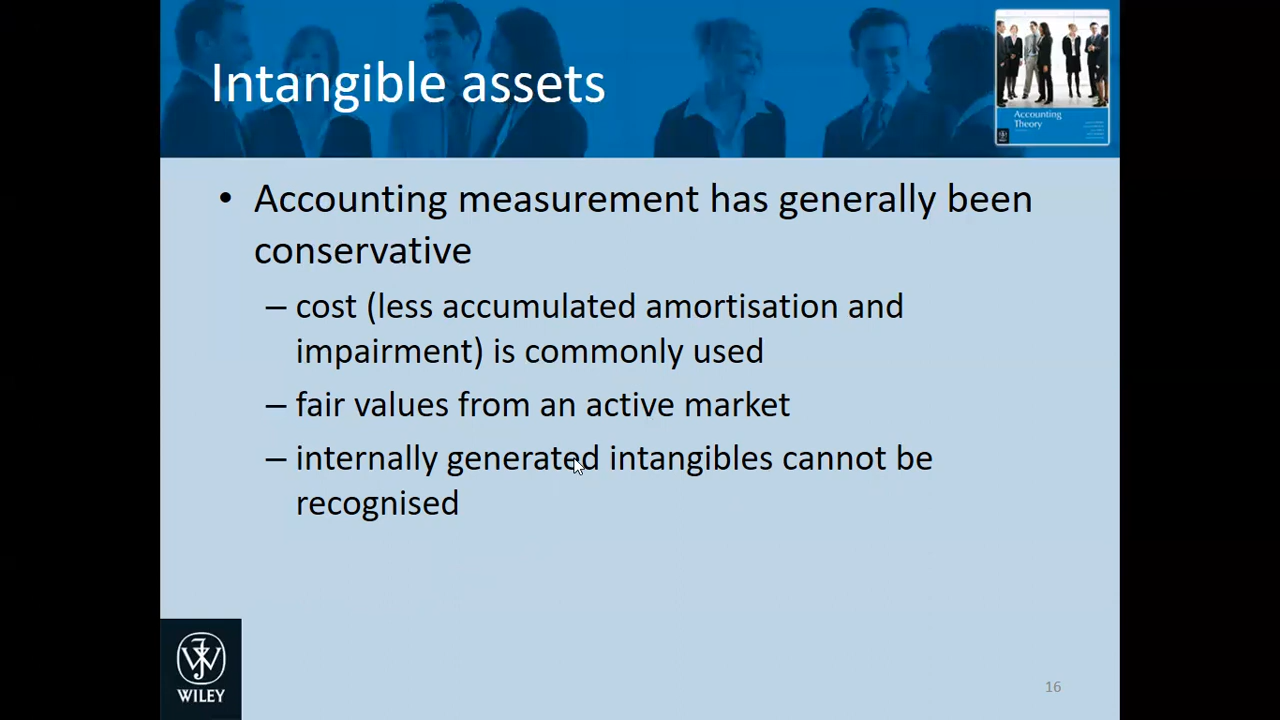 Intangible assets
Accounting
Theory
• Accounting measurement has generally been
conservative
– cost (less accumulated amortisation and
impairment) is commonly used
– fair values from an active market
– internally generated intangibles cannot be
recognised
WILEY
16